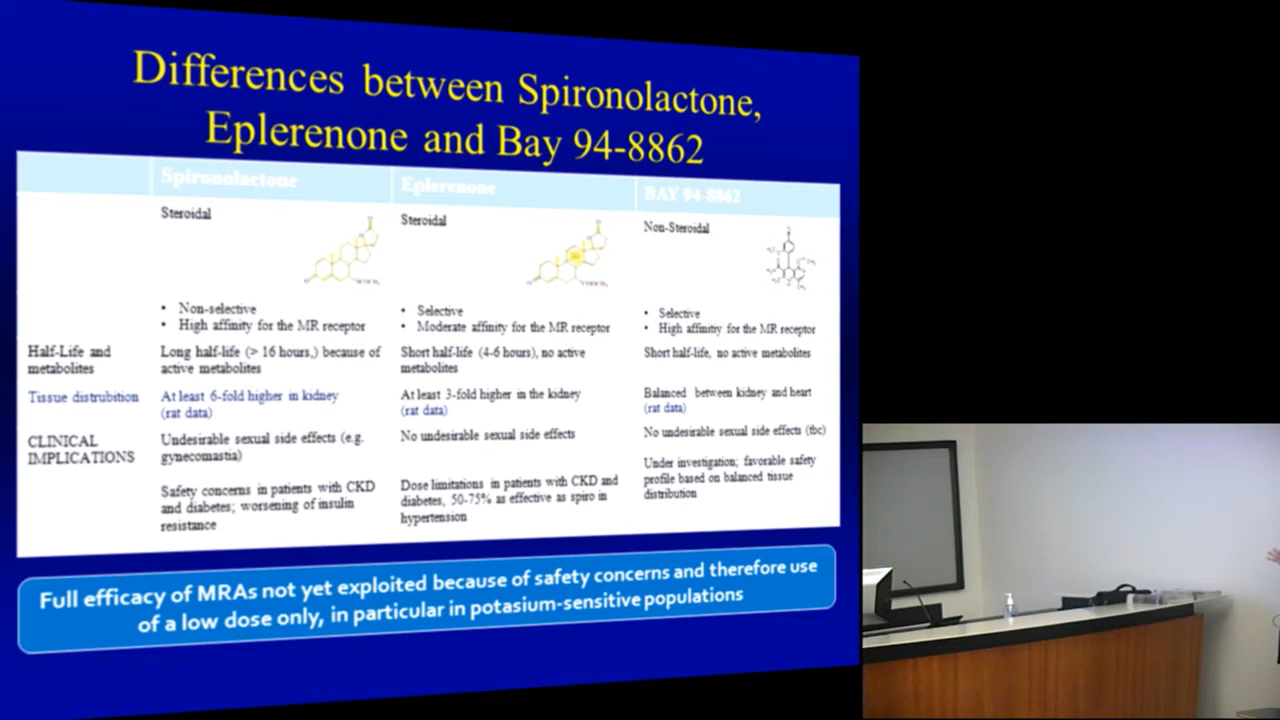 Differences between Spironolactone,
Eplerenone and Bay 94-8862
Spironolactone
Eplerenone
BAY 94-8862
Steroidal
Steroidal
Non-Steroidal
• Non-selective
• High affinity for the MR receptor
• Selective
• Moderate affinity for the MR receptor
• Selective
• High affinitiy for the MR receptor
Half-Life and
metabolites
Long half-life (> 16 hours,) because of
active metabolites
Short half-life (4-6 hours), no active
metabolites
Short half-life, no active metabolites
Tissue distrubition
At least 6-fold higher in kidney
(rat data)
At least 3-fold higher in the kidney
(rat data)
Balanced between kidney and heart
(rat data)
CLINICAL
IMPLICATIONS
Undesirable sexual side effects (e.g.
gynecomastia)
No undesirable sexual side effects
No undesirable sexual side effects (tbc)
Safety concerns in patients with CKD
and diabetes; worsening of insulin
resistance
Dose limitations in patients with CKD and
diabetes, 50-75% as effective as spiro in
hypertension
Under investigation; favorable safety
profile based on balanced tissue
distribution
Full efficacy of MRAs not yet exploited because of safety concerns and therefore use
of a low dose only, in particular in potasium-sensitive populations